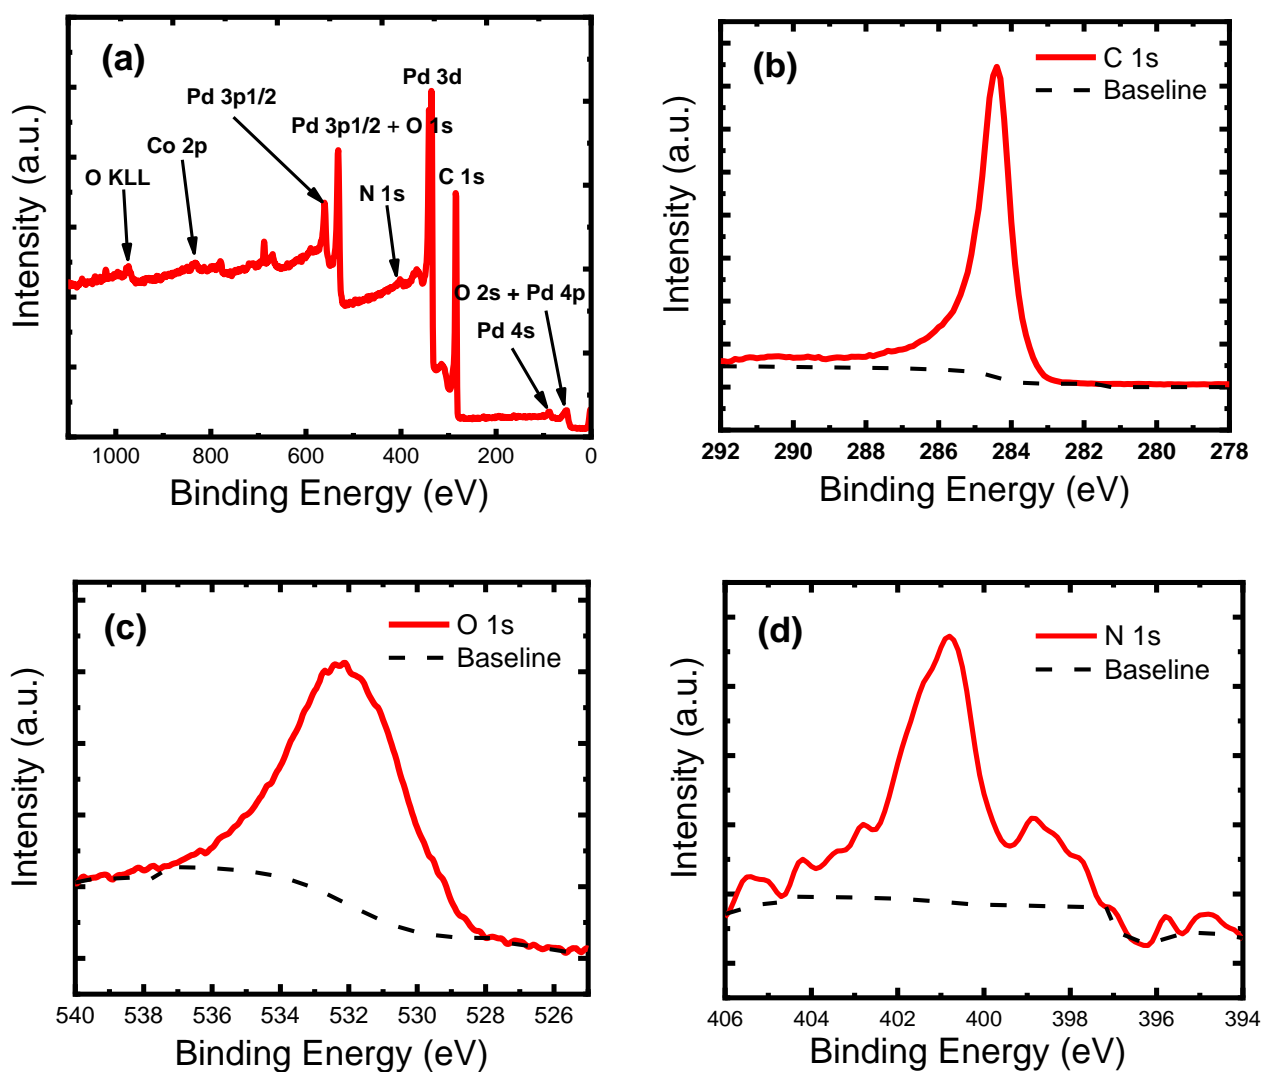 (a)
Pd 3d
Pd 3p1/2
Pd 3p1/2 + O 1s
Co 2p
O KLL
N 1s
C 1s
O 2s + Pd 4p
Pd 4s
Intensity (a.u.)
1000 800 600 400 200 0
Binding Energy (eV)
(b)
C 1s
Baseline
Intensity (a.u.)
292 290 288 286 284 282 280 278
Binding Energy (eV)
(c)
O 1s
Baseline
Intensity (a.u.)
540 538 536 534 532 530 528 526
Binding Energy (eV)
(d)
N 1s
Baseline
Intensity (a.u.)
406 404 402 400 398 396 394
Binding Energy (eV)